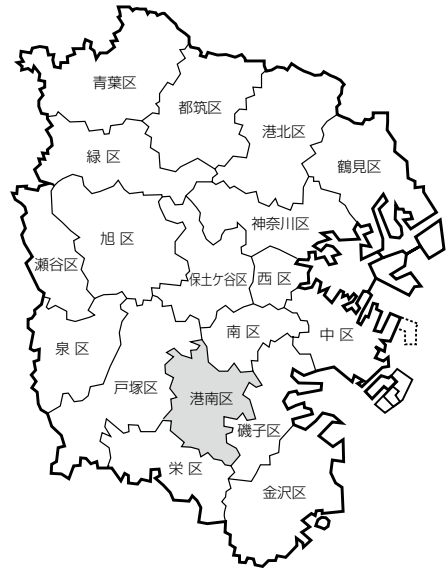 青葉区
都筑区
港北区
緑 区
鶴見区
神奈川区
旭 区
瀬谷区
保土ケ谷区
西 区
南 区
中 区
泉 区
戸塚区
港南区
磯子区
栄 区
金沢区